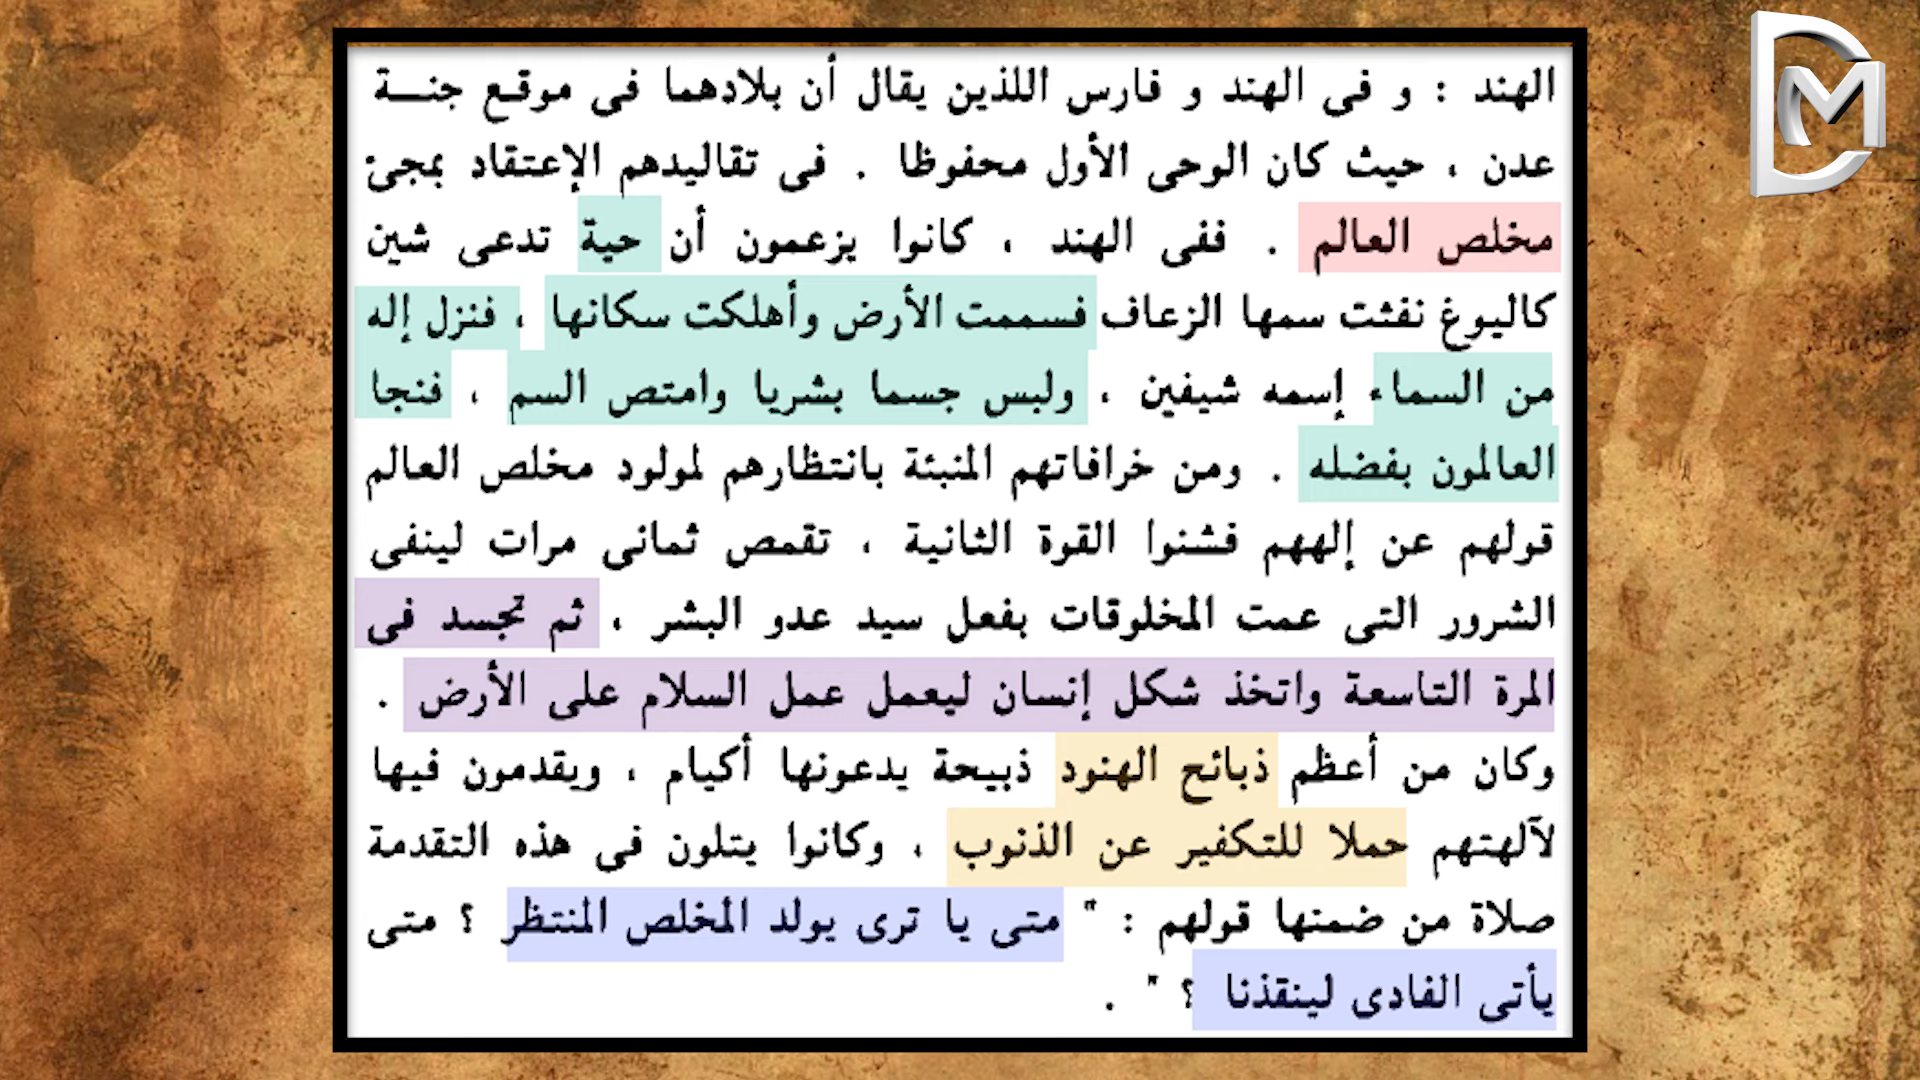 الهند : و فى الهند و فارس اللذين يقال أن بلادهما فى موقع جنـــة
عدن ، حيث كان الوحى الأول محفوظا . فى تقاليدهم الإعتقاد بمجئ
مخلص العالم . ففى الهند ، كانوا يزعمون أن حية تدعى شين
كاليوغ نفثت سمها الزعاف فسممت الأرض وأهلكت سكانها ، فنزل إله
من السماء إسمه شيفين ، ولبس جسما بشريا وامتص السم ، فنجا
العالمون بفضله . ومن خرافاتهم المنبئة بانتظارهم لمولود مخلص العالم
قولهم عن إلههم فشنوا القوة الثانية ، تقمص ثمانى مرات لينفى
الشرور التى عمت المخلوقات بفعل سيد عدو البشر ، ثم تجسد فى
المرة التاسعة واتخذ شكل إنسان ليعمل عمل السلام على الأرض .
وكان من أعظم ذبائح الهنود ذبيحة يدعونها أكيام ، ويقدمون فيها
لآلهتهم حملا للتكفير عن الذنوب ، وكانوا يتلون فى هذه التقدمة
صلاة من ضمنها قولهم : " متى يا ترى يولد المخلص المنتظر ؟ متى
يأتى الفادى لينقذنا ؟ " .
DM